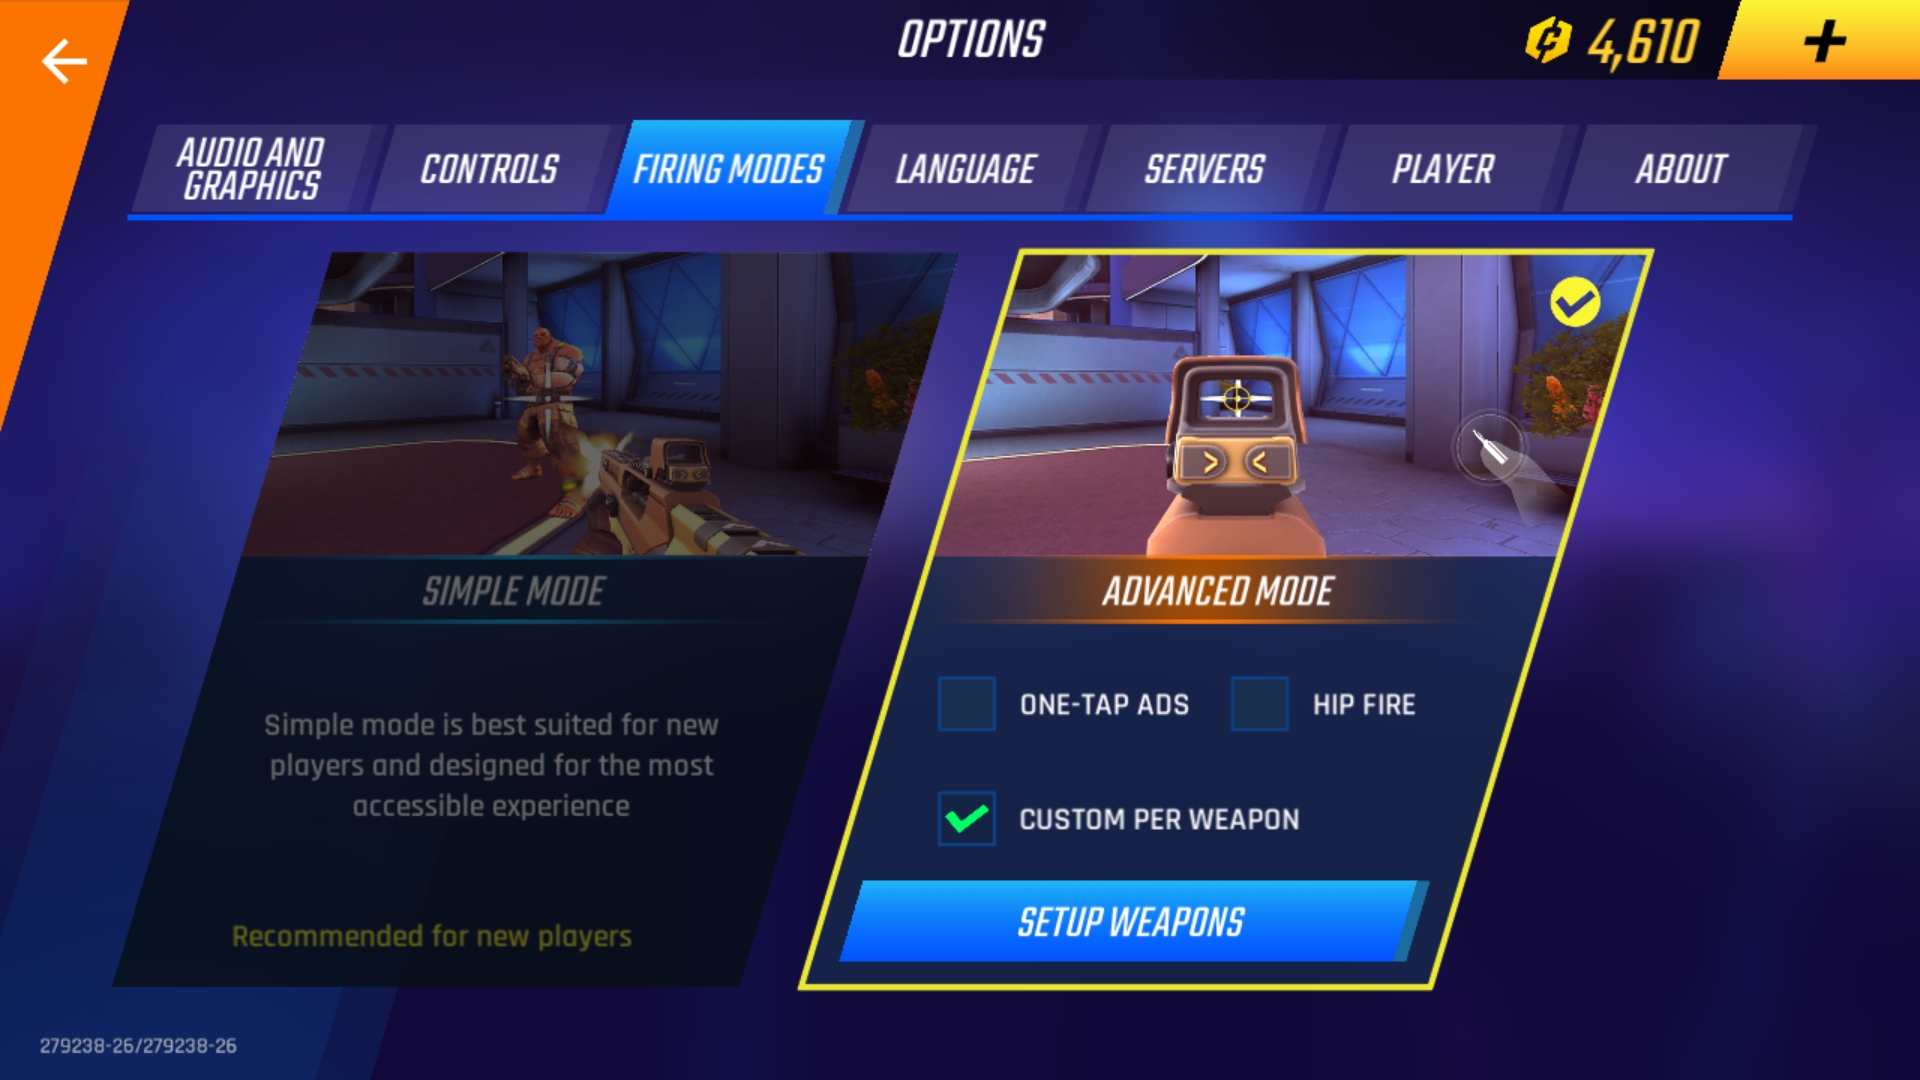 OPTIONS
4,610
AUDIO AND
GRAPHICS
CONTROLS
FIRING MODES
LANGUAGE
SERVERS
PLAYER
ABOUT
SIMPLE MODE
Simple mode is best suited for new
players and designed for the most
accessible experience
Recommended for new players
ADVANCED MODE
ONE-TAP ADS
HIP FIRE
CUSTOM PER WEAPON
SETUP WEAPONS
279238-26/279238-26